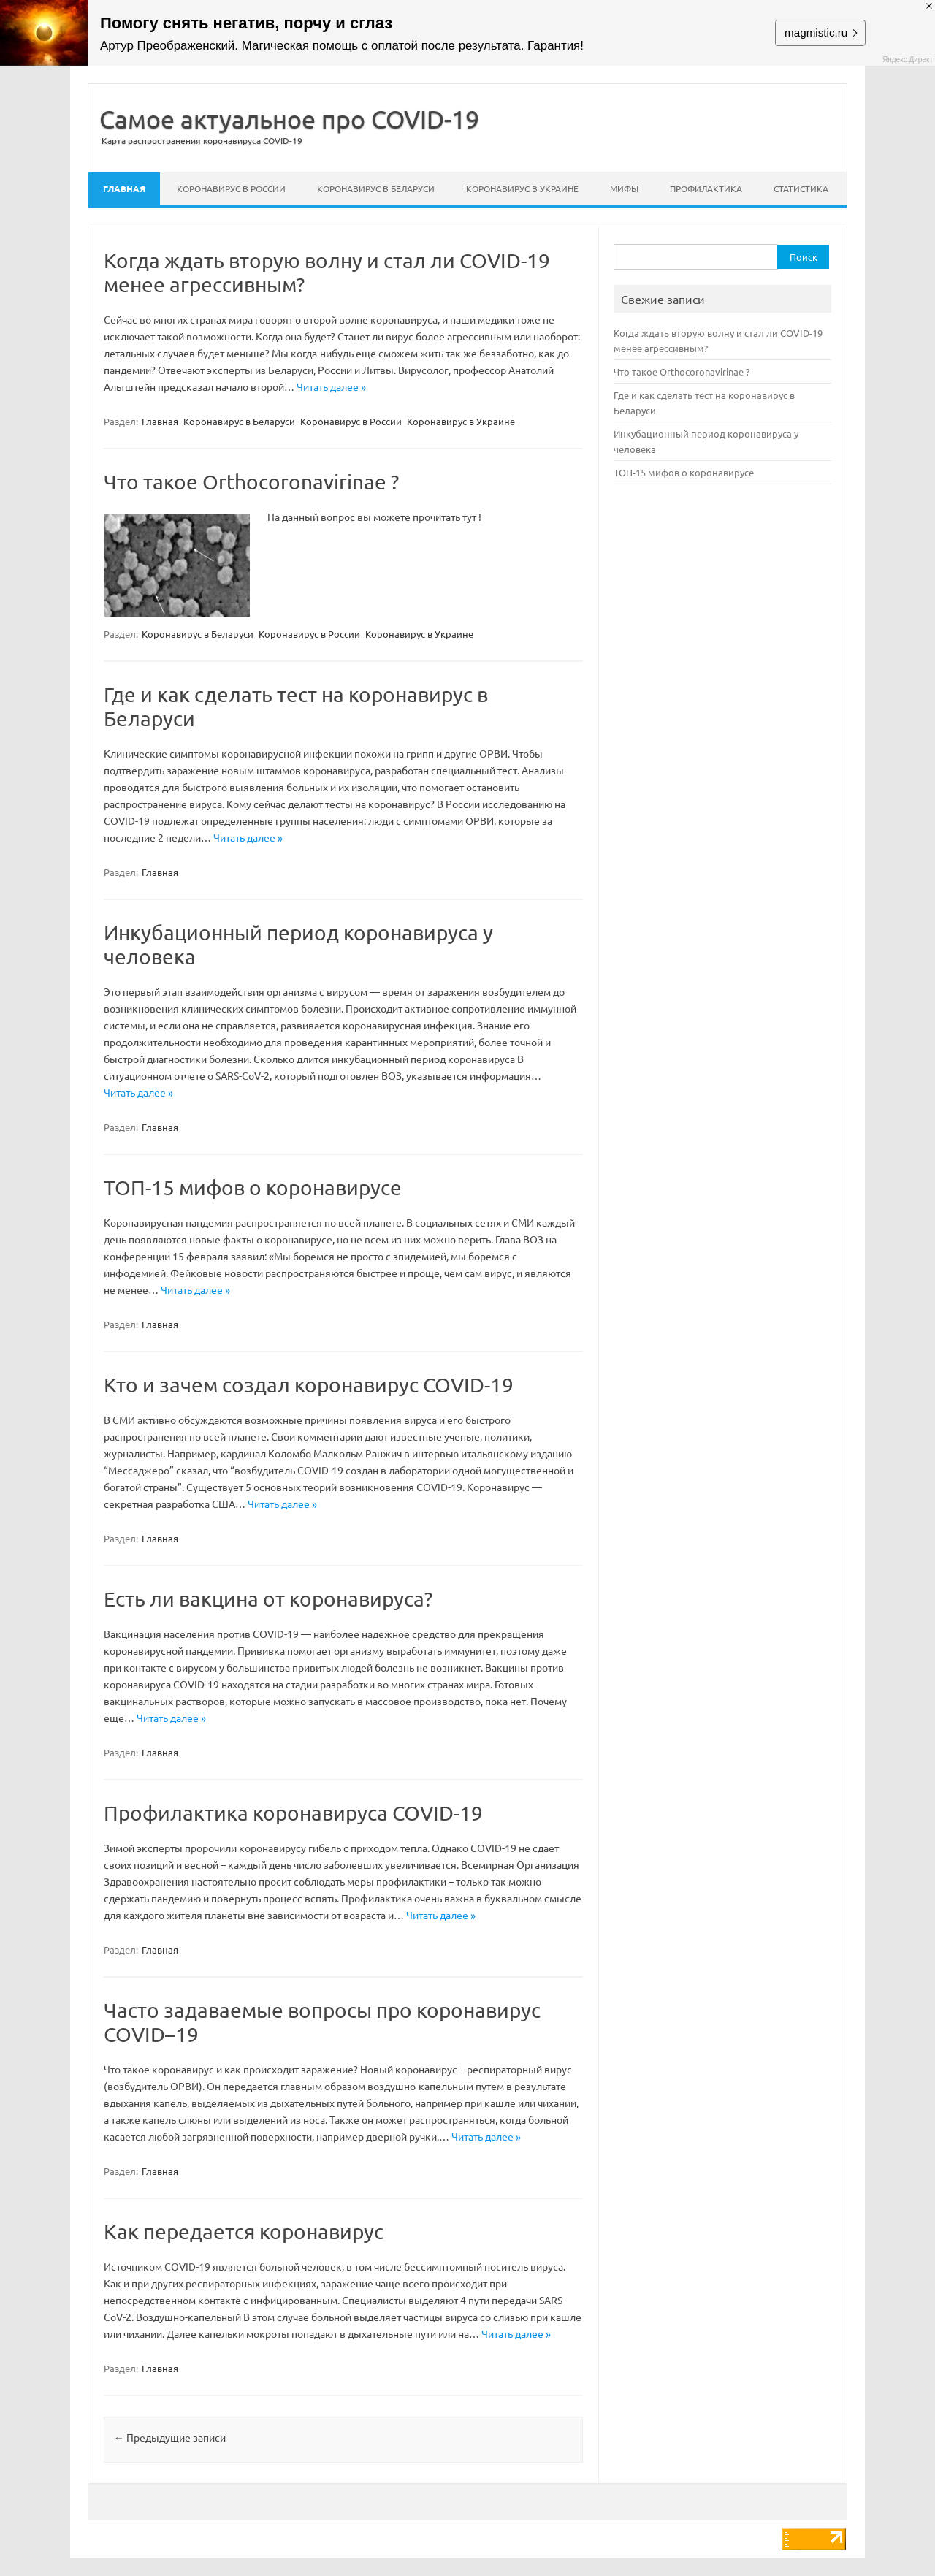 Помогу снять негатив, порчу и сглаз
Артур Преображенский. Магическая помощь с оплатой после результата. Гарантия!
magmistic.ru
Яндекс.Директ
Самое актуальное про COVID-19
Карта распространения коронавируса COVID-19
ГЛАВНАЯ КОРОНАВИРУС В РОССИИ КОРОНАВИРУС В БЕЛАРУСИ КОРОНАВИРУС В УКРАИНЕ МИФЫ ПРОФИЛАКТИКА СТАТИСТИКА
Когда ждать вторую волну и стал ли COVID-19
менее агрессивным?
Сейчас во многих странах мира говорят о второй волне коронавируса, и наши медики тоже не
исключает такой возможности. Когда она будет? Станет ли вирус более агрессивным или наоборот:
летальных случаев будет меньше? Мы когда-нибудь еще сможем жить так же беззаботно, как до
пандемии? Отвечают эксперты из Беларуси, России и Литвы. Вирусолог, профессор Анатолий
Альтштейн предсказал начало второй… Читать далее »
Раздел: Главная Коронавирус в Беларуси Коронавирус в России Коронавирус в Украине
Что такое Orthocoronavirinae ?
На данный вопрос вы можете прочитать тут !
Раздел: Коронавирус в Беларуси Коронавирус в России Коронавирус в Украине
Где и как сделать тест на коронавирус в
Беларуси
Клинические симптомы коронавирусной инфекции похожи на грипп и другие ОРВИ. Чтобы
подтвердить заражение новым штаммов коронавируса, разработан специальный тест. Анализы
проводятся для быстрого выявления больных и их изоляции, что помогает остановить
распространение вируса. Кому сейчас делают тесты на коронавирус? В России исследованию на
COVID-19 подлежат определенные группы населения: люди с симптомами ОРВИ, которые за
последние 2 недели… Читать далее »
Раздел: Главная
Инкубационный период коронавируса у
человека
Это первый этап взаимодействия организма с вирусом — время от заражения возбудителем до
возникновения клинических симптомов болезни. Происходит активное сопротивление иммунной
системы, и если она не справляется, развивается коронавирусная инфекция. Знание его
продолжительности необходимо для проведения карантинных мероприятий, более точной и
быстрой диагностики болезни. Сколько длится инкубационный период коронавируса В
ситуационном отчете о SARS-CoV-2, который подготовлен ВОЗ, указывается информация…
Читать далее »
Раздел: Главная
ТОП-15 мифов о коронавирусе
Коронавирусная пандемия распространяется по всей планете. В социальных сетях и СМИ каждый
день появляются новые факты о коронавирусе, но не всем из них можно верить. Глава ВОЗ на
конференции 15 февраля заявил: «Мы боремся не просто с эпидемией, мы боремся с
инфодемией. Фейковые новости распространяются быстрее и проще, чем сам вирус, и являются
не менее… Читать далее »
Раздел: Главная
Кто и зачем создал коронавирус COVID-19
В СМИ активно обсуждаются возможные причины появления вируса и его быстрого
распространения по всей планете. Свои комментарии дают известные ученые, политики,
журналисты. Например, кардинал Коломбо Малкольм Ранжич в интервью итальянскому изданию
“Мессаджеро” сказал, что “возбудитель COVID-19 создан в лаборатории одной могущественной и
богатой страны”. Существует 5 основных теорий возникновения COVID-19. Коронавирус —
секретная разработка США… Читать далее »
Раздел: Главная
Есть ли вакцина от коронавируса?
Вакцинация населения против COVID-19 — наиболее надежное средство для прекращения
коронавирусной пандемии. Прививка помогает организму выработать иммунитет, поэтому даже
при контакте с вирусом у большинства привитых людей болезнь не возникнет. Вакцины против
коронавируса COVID-19 находятся на стадии разработки во многих странах мира. Готовых
вакцинальных растворов, которые можно запускать в массовое производство, пока нет. Почему
еще… Читать далее »
Раздел: Главная
Профилактика коронавируса COVID-19
Зимой эксперты пророчили коронавирусу гибель с приходом тепла. Однако COVID-19 не сдает
своих позиций и весной – каждый день число заболевших увеличивается. Всемирная Организация
Здравоохранения настоятельно просит соблюдать меры профилактики – только так можно
сдержать пандемию и повернуть процесс вспять. Профилактика очень важна в буквальном смысле
для каждого жителя планеты вне зависимости от возраста и… Читать далее »
Раздел: Главная
Часто задаваемые вопросы про коронавирус
COVID–19
Что такое коронавирус и как происходит заражение? Новый коронавирус – респираторный вирус
(возбудитель ОРВИ). Он передается главным образом воздушно-капельным путем в результате
вдыхания капель, выделяемых из дыхательных путей больного, например при кашле или чихании,
а также капель слюны или выделений из носа. Также он может распространяться, когда больной
касается любой загрязненной поверхности, например дверной ручки.… Читать далее »
Раздел: Главная
Как передается коронавирус
Источником COVID-19 является больной человек, в том числе бессимптомный носитель вируса.
Как и при других респираторных инфекциях, заражение чаще всего происходит при
непосредственном контакте с инфицированным. Специалисты выделяют 4 пути передачи SARS-
CoV-2. Воздушно-капельный В этом случае больной выделяет частицы вируса со слизью при кашле
или чихании. Далее капельки мокроты попадают в дыхательные пути или на… Читать далее »
Раздел: Главная
← Предыдущие записи
Поиск
Свежие записи
Когда ждать вторую волну и стал ли COVID-19
менее агрессивным?
Что такое Orthocoronavirinae ?
Где и как сделать тест на коронавирус в
Беларуси
Инкубационный период коронавируса у
человека
ТОП-15 мифов о коронавирусе